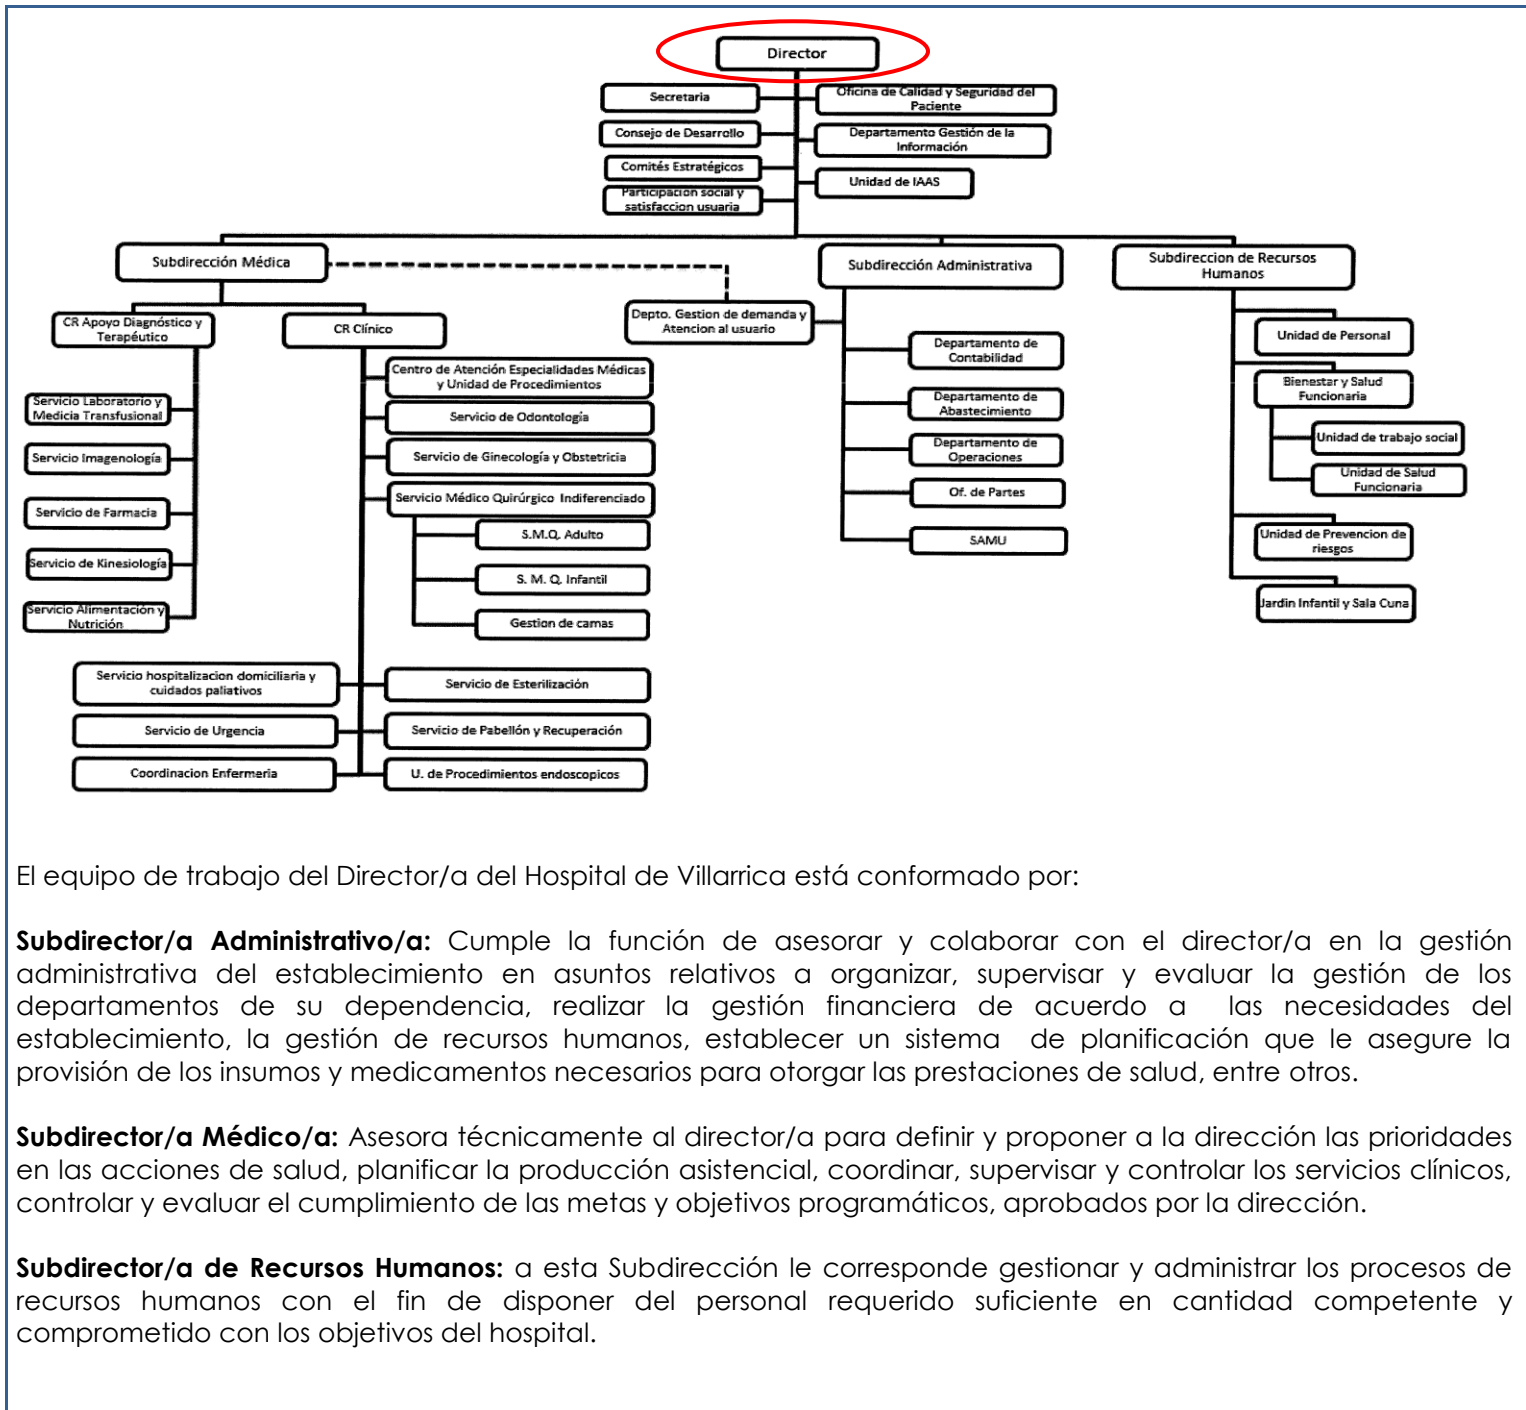 Director
Secretaria
Oficina de Calidad y Seguridad del
Paciente
Consejo de Desarrollo
Departamento Gestión de la
Información
Comités Estratégicos
Unidad de IAAS
Participacion social y
satisfaccion usuaria
Subdirección Médica
Subdirección Administrativa
Subdireccion de Recursos
Humanos
CR Apoyo Diagnóstico y
Terapéutico
CR Clínico
Depto. Gestion de demanda y
Atencion al usuario
Servicio Laboratorio y
Medicia Transfusional
Servicio Imagenología
Servicio de Farmacia
Servicio de Kinesiología
Servicio Alimentación y
Nutrición
Centro de Atención Especialidades Médicas
y Unidad de Procedimientos
Servicio de Odontología
Servicio de Ginecología y Obstetricia
Servicio Médico Quirúrgico Indiferenciado
S.M.Q. Adulto
S. M. Q. Infantil
Gestion de camas
Servicio hospitalizacion domiciliaria y
cuidados paliativos
Servicio de Esterilización
Servicio de Urgencia
Servicio de Pabellón y Recuperación
Coordinacion Enfermeria
U. de Procedimientos endoscopicos
Departamento de
Contabilidad
Departamento de
Abastecimiento
Departamento de
Operaciones
Of. de Partes
SAMU
Unidad de Personal
Bienestar y Salud
Funcionaria
Unidad de trabajo social
Unidad de Salud
Funcionaria
Unidad de Prevencion de
riesgos
Jardin Infantil y Sala Cuna
El equipo de trabajo del Director/a del Hospital de Villarrica está conformado por:
Subdirector/a Administrativo/a: Cumple la función de asesorar y colaborar con el director/a en la gestión
administrativa del establecimiento en asuntos relativos a organizar, supervisar y evaluar la gestión de los
departamentos de su dependencia, realizar la gestión financiera de acuerdo a las necesidades del
establecimiento, la gestión de recursos humanos, establecer un sistema de planificación que le asegure la
provisión de los insumos y medicamentos necesarios para otorgar las prestaciones de salud, entre otros.
Subdirector/a Médico/a: Asesora técnicamente al director/a para definir y proponer a la dirección las prioridades
en las acciones de salud, planificar la producción asistencial, coordinar, supervisar y controlar los servicios clínicos,
controlar y evaluar el cumplimiento de las metas y objetivos programáticos, aprobados por la dirección.
Subdirector/a de Recursos Humanos: a esta Subdirección le corresponde gestionar y administrar los procesos de
recursos humanos con el fin de disponer del personal requerido suficiente en cantidad competente y
comprometido con los objetivos del hospital.